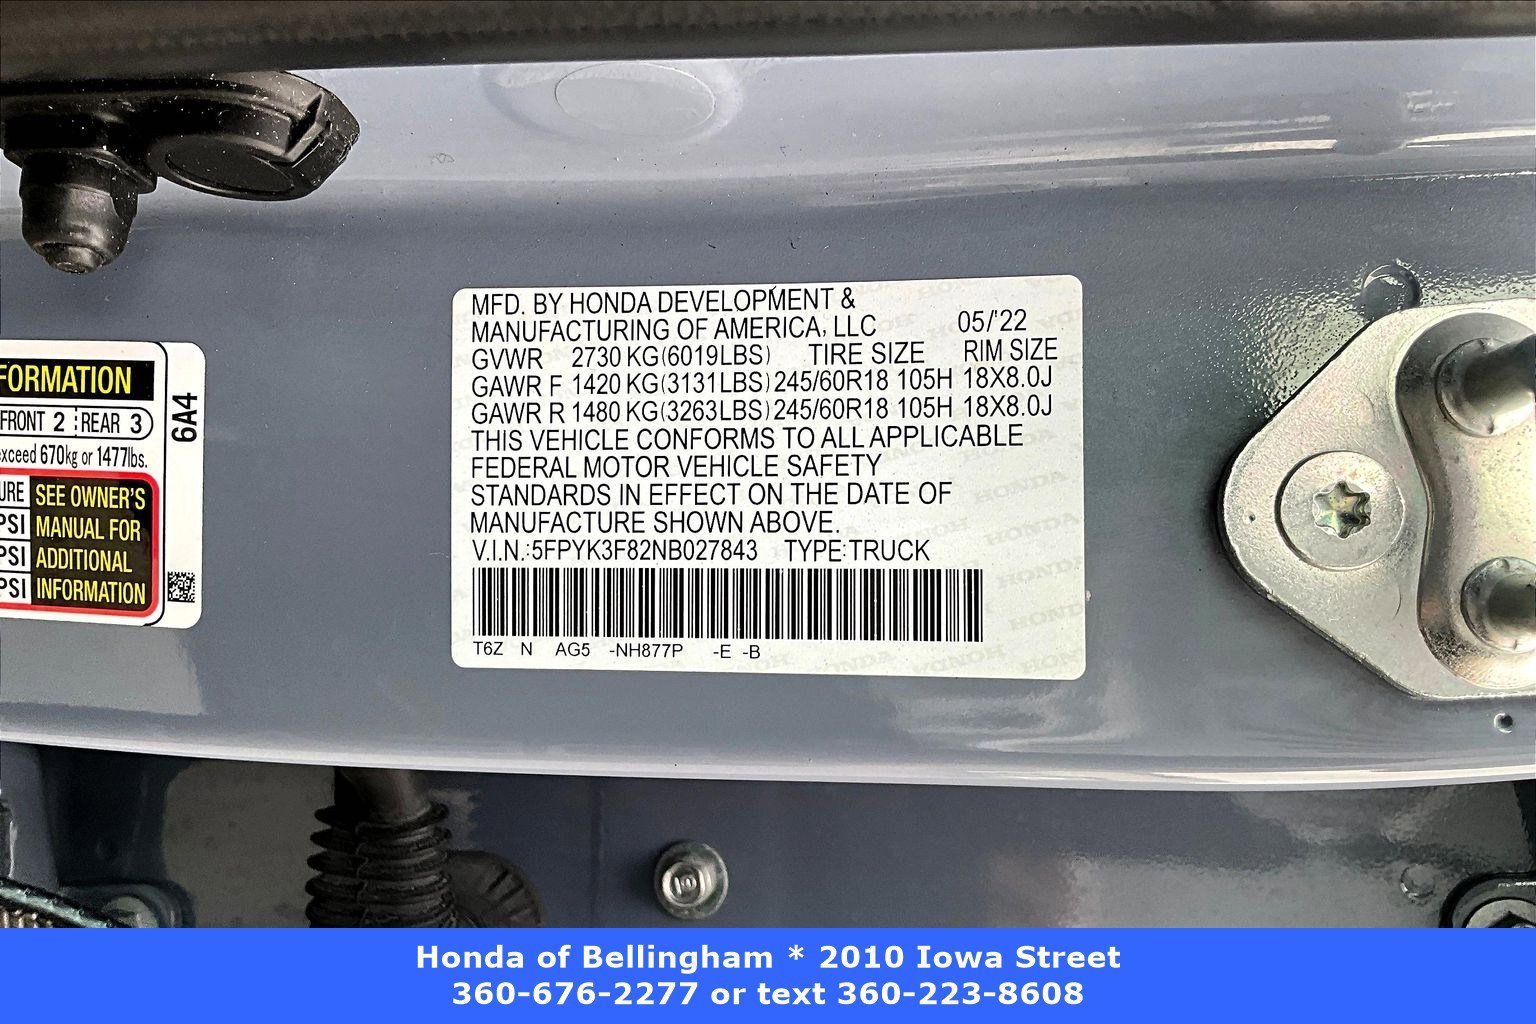 FORMATION
FRONT 2 REAR 3
exceed 670kg or 1477lbs.
URE SEE OWNER'S
PSI MANUAL FOR
PSI ADDITIONAL
PSI INFORMATION
6A4
MFD. BY HONDA DEVELOPMENT &
MANUFACTURING OF AMERICA, LLC 05/'22
GVWR 2730 KG(6019LBS) TIRE SIZE RIM SIZE
GAWR F 1420 KG(3131LBS) 245/60R18 105H 18X8.0J
GAWR R 1480 KG(3263LBS) 245/60R18 105H 18X8.0J
THIS VEHICLE CONFORMS TO ALL APPLICABLE
FEDERAL MOTOR VEHICLE SAFETY
STANDARDS IN EFFECT ON THE DATE OF
MANUFACTURE SHOWN ABOVE.
V.I.N.:5FPYK3F82NB027843 TYPE:TRUCK
T6Z N AG5 -NH877P -E -B
Honda of Bellingham * 2010 Iowa Street
360-676-2277 or text 360-223-8608